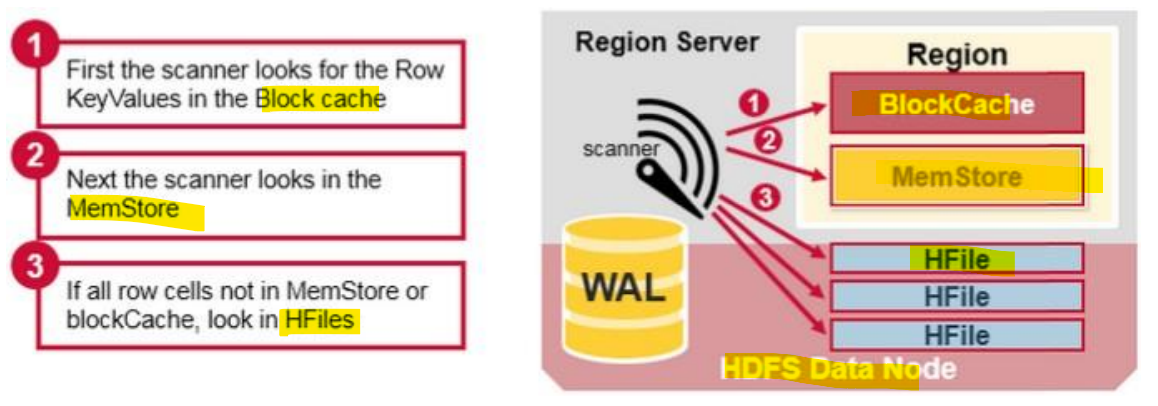 1
First the scanner looks for the Row
KeyValues in the Block cache
2
Next the scanner looks in the
MemStore
3
If all row cells not in MemStore or
blockCache, look in HFiles
Region Server
Region
scanner
1
BlockCache
2
MemStore
3
WAL
HFile
HFile
HFile
HDFS Data Node